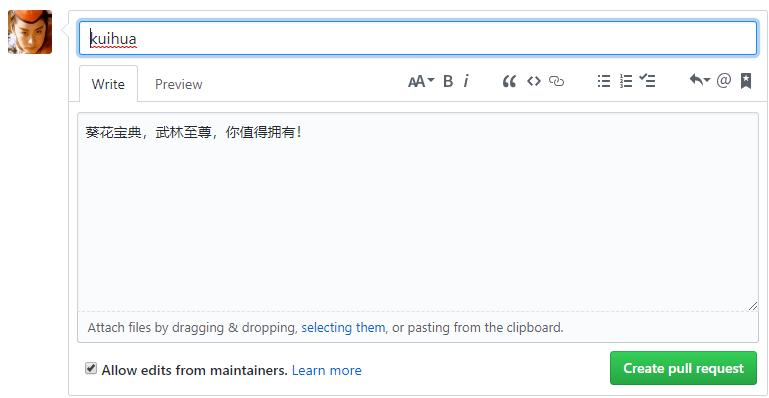 kuihua
Write Preview AA B i @
葵花宝典，武林至尊，你值得拥有！
Attach files by dragging & dropping, selecting them, or pasting from the clipboard.
Allow edits from maintainers. Learn more
Create pull request